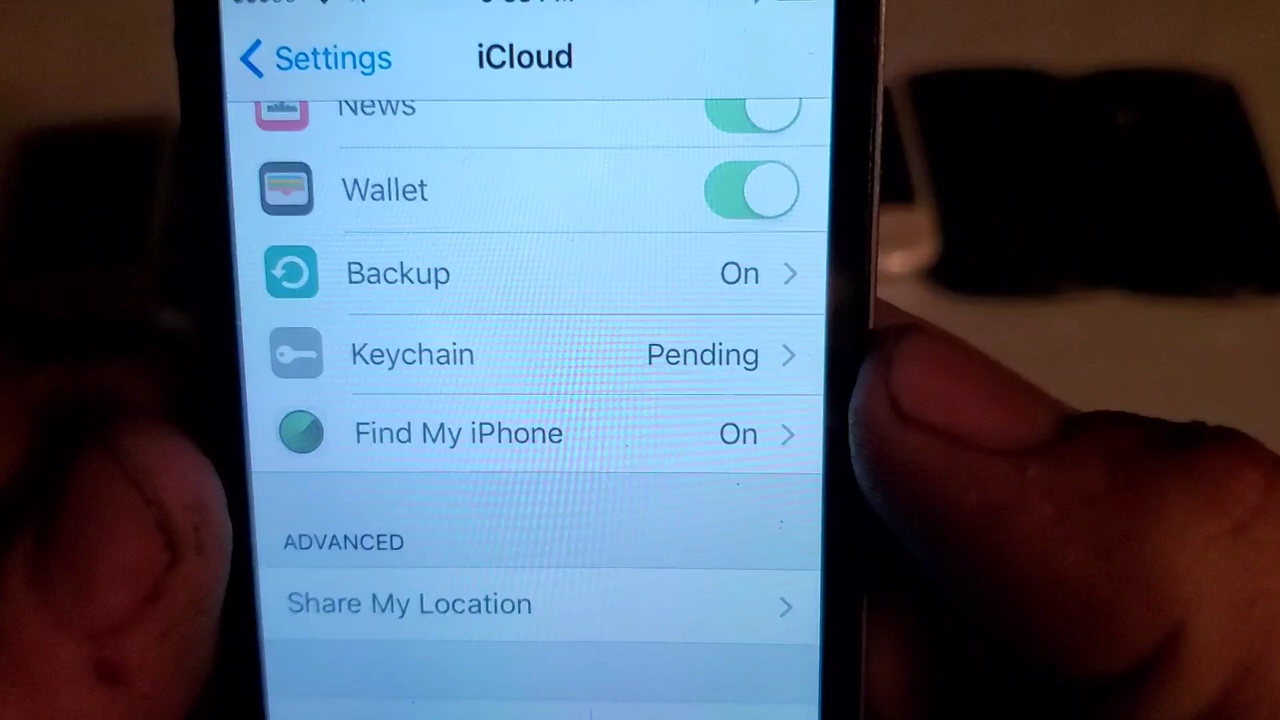 Settings
iCloud
News
Wallet
Backup
On
Keychain
Pending
Find My iPhone
On
ADVANCED
Share My Location